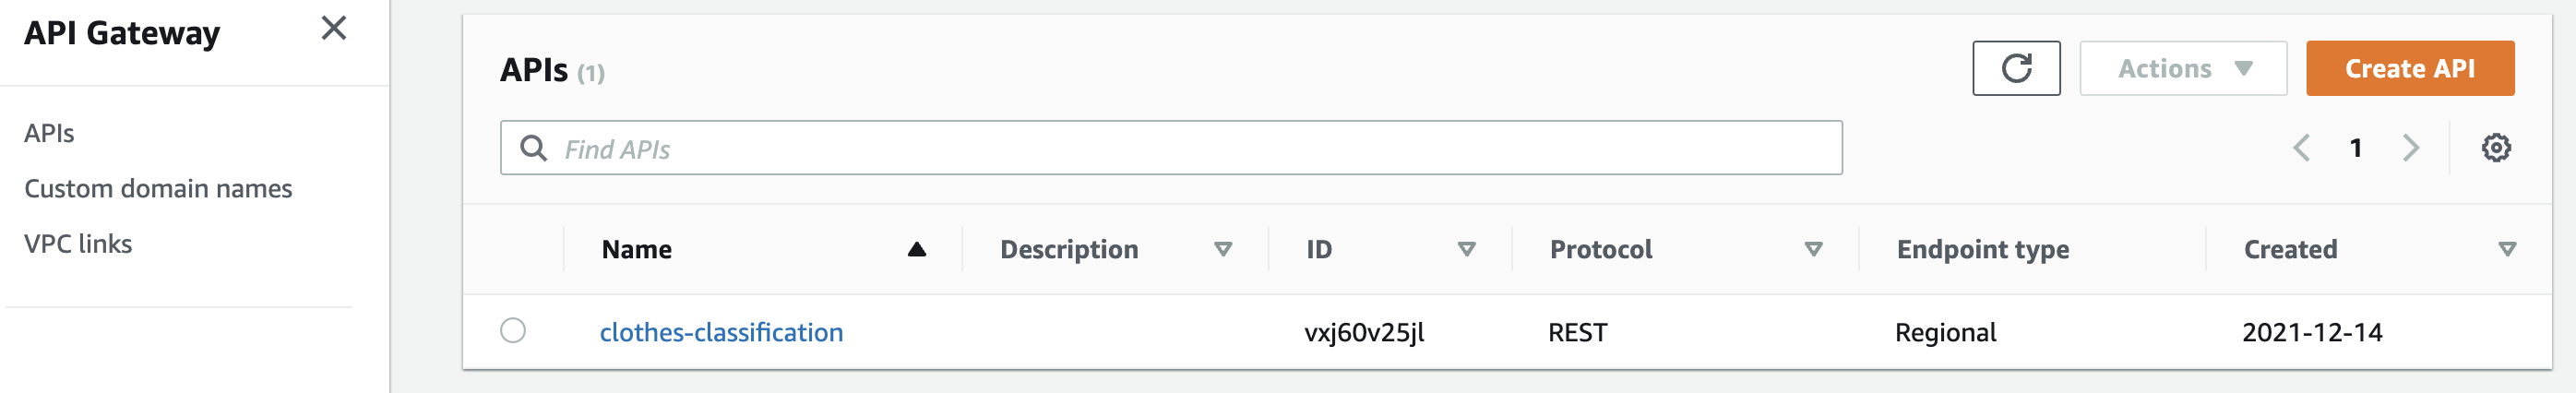 API Gateway
APIs
Custom domain names
VPC links
APIs (1)
Actions
Create API
Find APIs
1
Name Description ID Protocol Endpoint type Created
clothes-classification vxj60v25jl REST Regional 2021-12-14